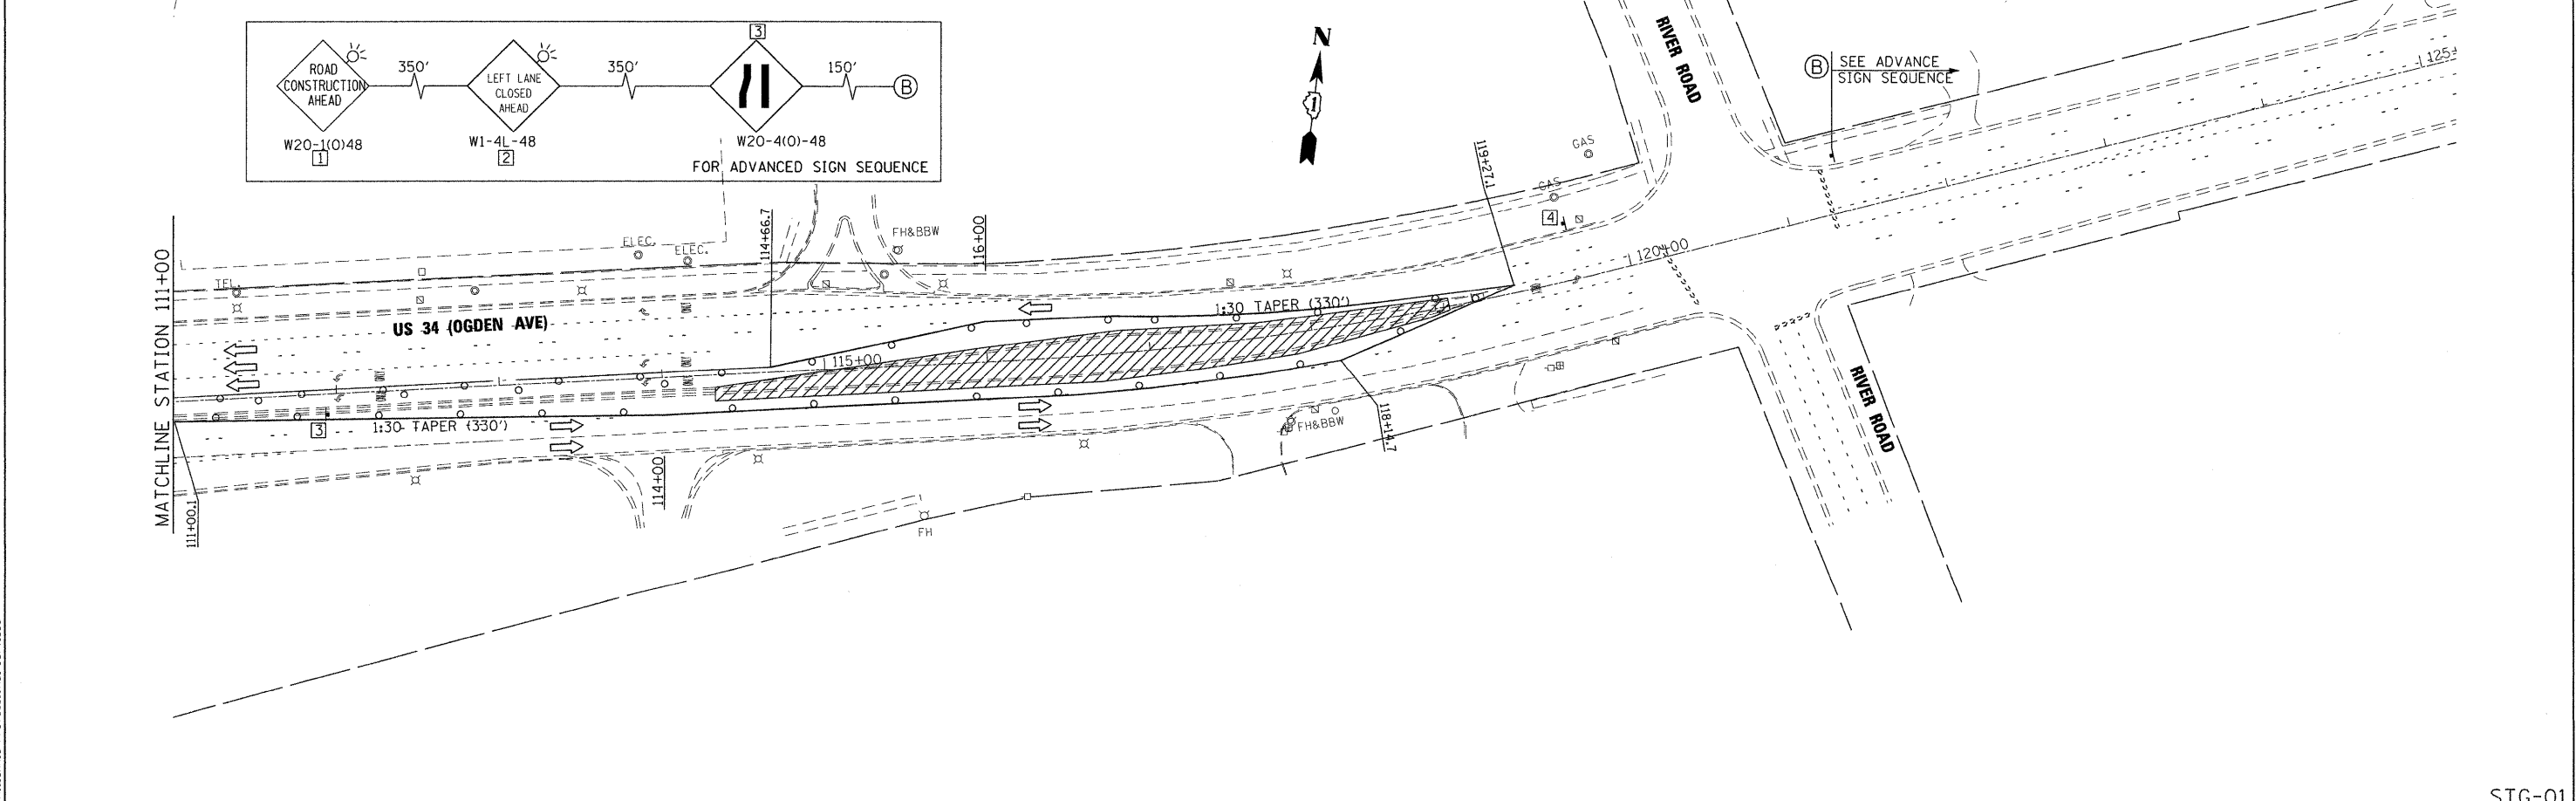 ROAD
CONSTRUCTION
AHEAD
350'
LEFT LANE
CLOSED
AHEAD
350'
3
150'
B
W20-1(O)48
1
W1-4L-48
2
W20-4(O)-48
FOR ADVANCED SIGN SEQUENCE
N
1
RIVER ROAD
B
SEE ADVANCE
SIGN SEQUENCE
125+
GAS
GAS
4
119+27.1
120+00
MATCHLINE STATION 111+00
TEL.
ELEC.
ELEC.
114+66.7
FH&BBW
116+00
US 34 (OGDEN AVE)
1:30 TAPER (330')
115+00
3
1:30 TAPER (330')
111+00.1
114+00
FH
FH&BBW
118+14.7
RIVER ROAD
STG-01